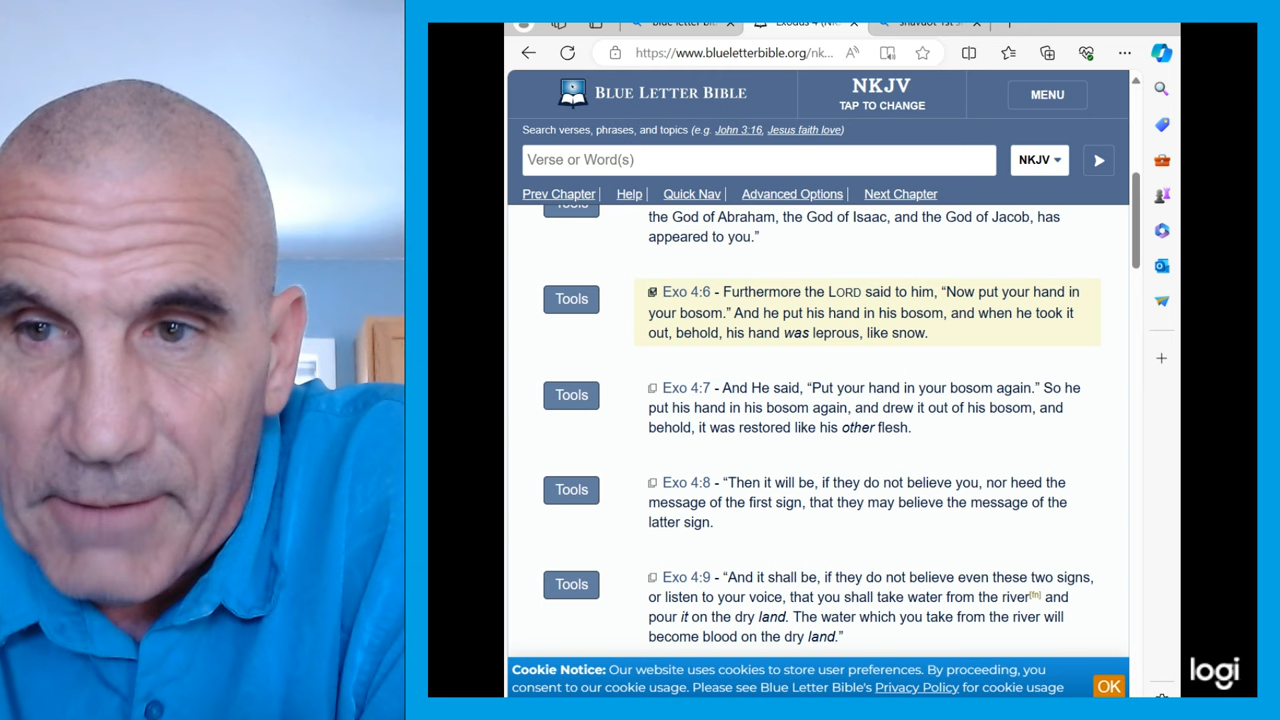 https://www.blueletterbible.org/nk...
BLUE LETTER BIBLE
NKJV
TAP TO CHANGE
MENU
Search verses, phrases, and topics (e.g. John 3:16, Jesus faith love)
Verse or Word(s)
NKJV
Prev Chapter | Help | Quick Nav | Advanced Options | Next Chapter
Tools
the God of Abraham, the God of Isaac, and the God of Jacob, has
appeared to you.”
Tools
Exo 4:6 - Furthermore the LORD said to him, “Now put your hand in
your bosom.” And he put his hand in his bosom, and when he took it
out, behold, his hand was leprous, like snow.
Tools
Exo 4:7 - And He said, “Put your hand in your bosom again.” So he
put his hand in his bosom again, and drew it out of his bosom, and
behold, it was restored like his other flesh.
Tools
Exo 4:8 - “Then it will be, if they do not believe you, nor heed the
message of the first sign, that they may believe the message of the
latter sign.
Tools
Exo 4:9 - “And it shall be, if they do not believe even these two signs,
or listen to your voice, that you shall take water from the river[fn] and
pour it on the dry land. The water which you take from the river will
become blood on the dry land.”
Cookie Notice: Our website uses cookies to store user preferences. By proceeding, you
consent to our cookie usage. Please see Blue Letter Bible's Privacy Policy for cookie usage
OK
logi